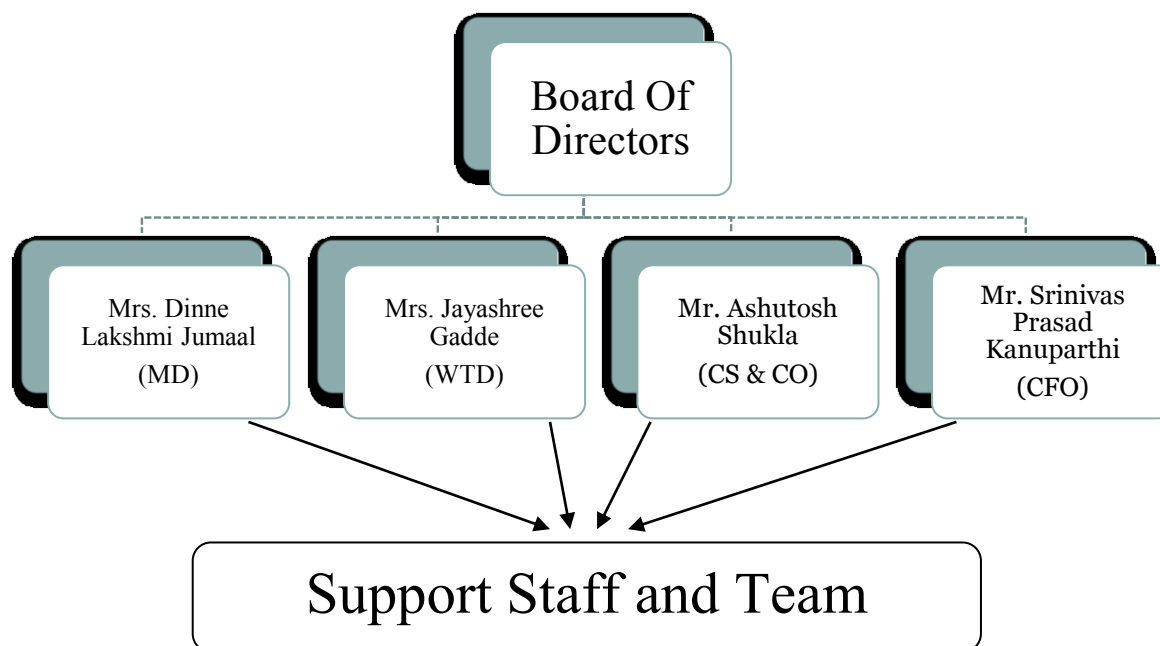 Board Of
Directors
Mrs. Dinne
Lakshmi Jumaal
(MD)
Mrs. Jayashree
Gadde
(WTD)
Mr. Ashutosh
Shukla
(CS & CO)
Mr. Srinivas
Prasad
Kanuparthi
(CFO)
Support Staff and Team